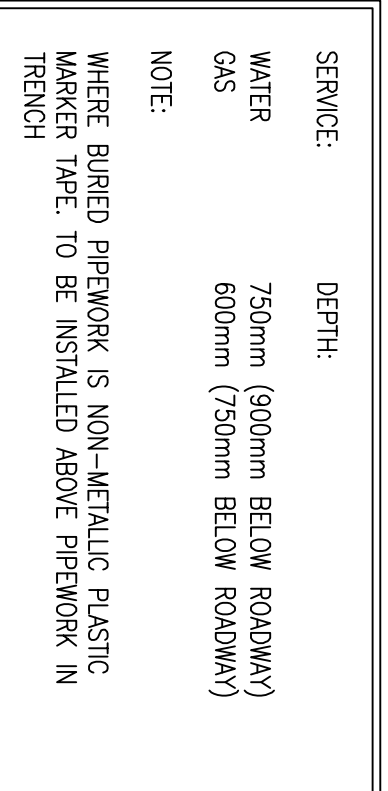 SERVICE: DEPTH:
WATER 750mm (900mm BELOW ROADWAY)
GAS 600mm (750mm BELOW ROADWAY)
NOTE:
WHERE BURIED PIPEWORK IS NON-METALLIC PLASTIC
MARKER TAPE. TO BE INSTALLED ABOVE PIPEWORK IN
TRENCH